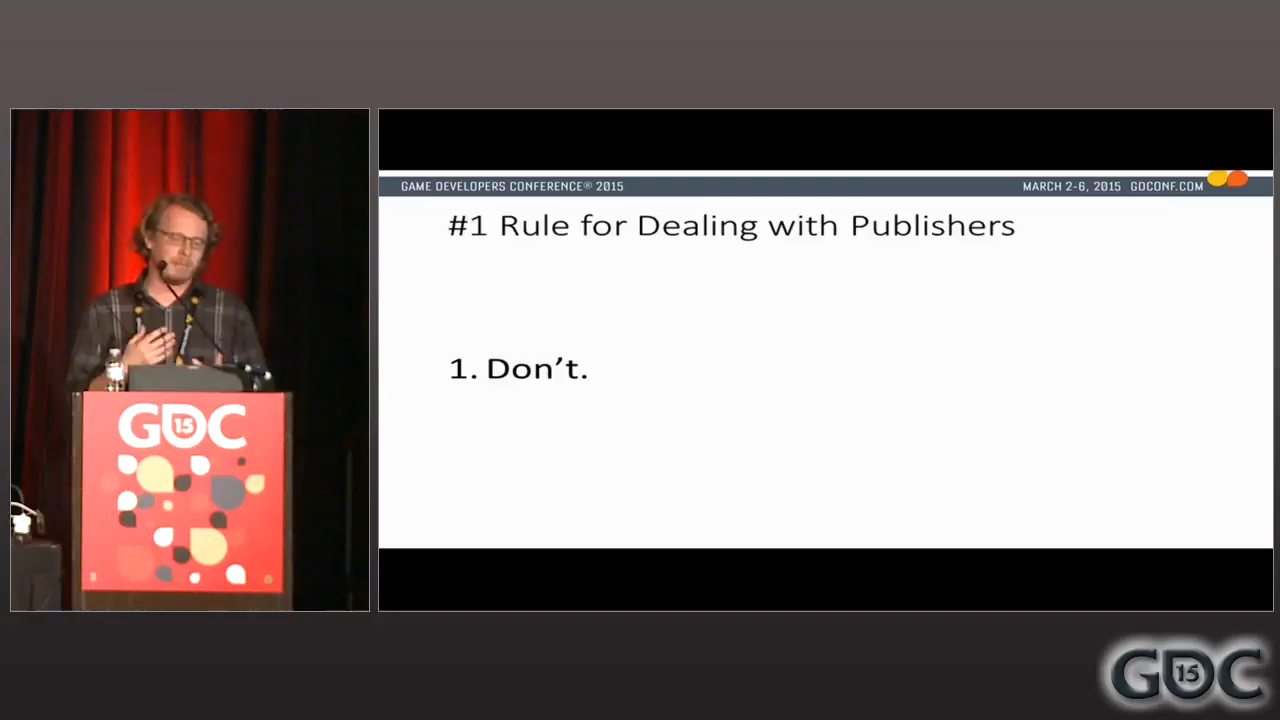 GAME DEVELOPERS CONFERENCE® 2015
MARCH 2-6, 2015 GDCONF.COM
#1 Rule for Dealing with Publishers
1. Don't.
GDC 15
GDC 15